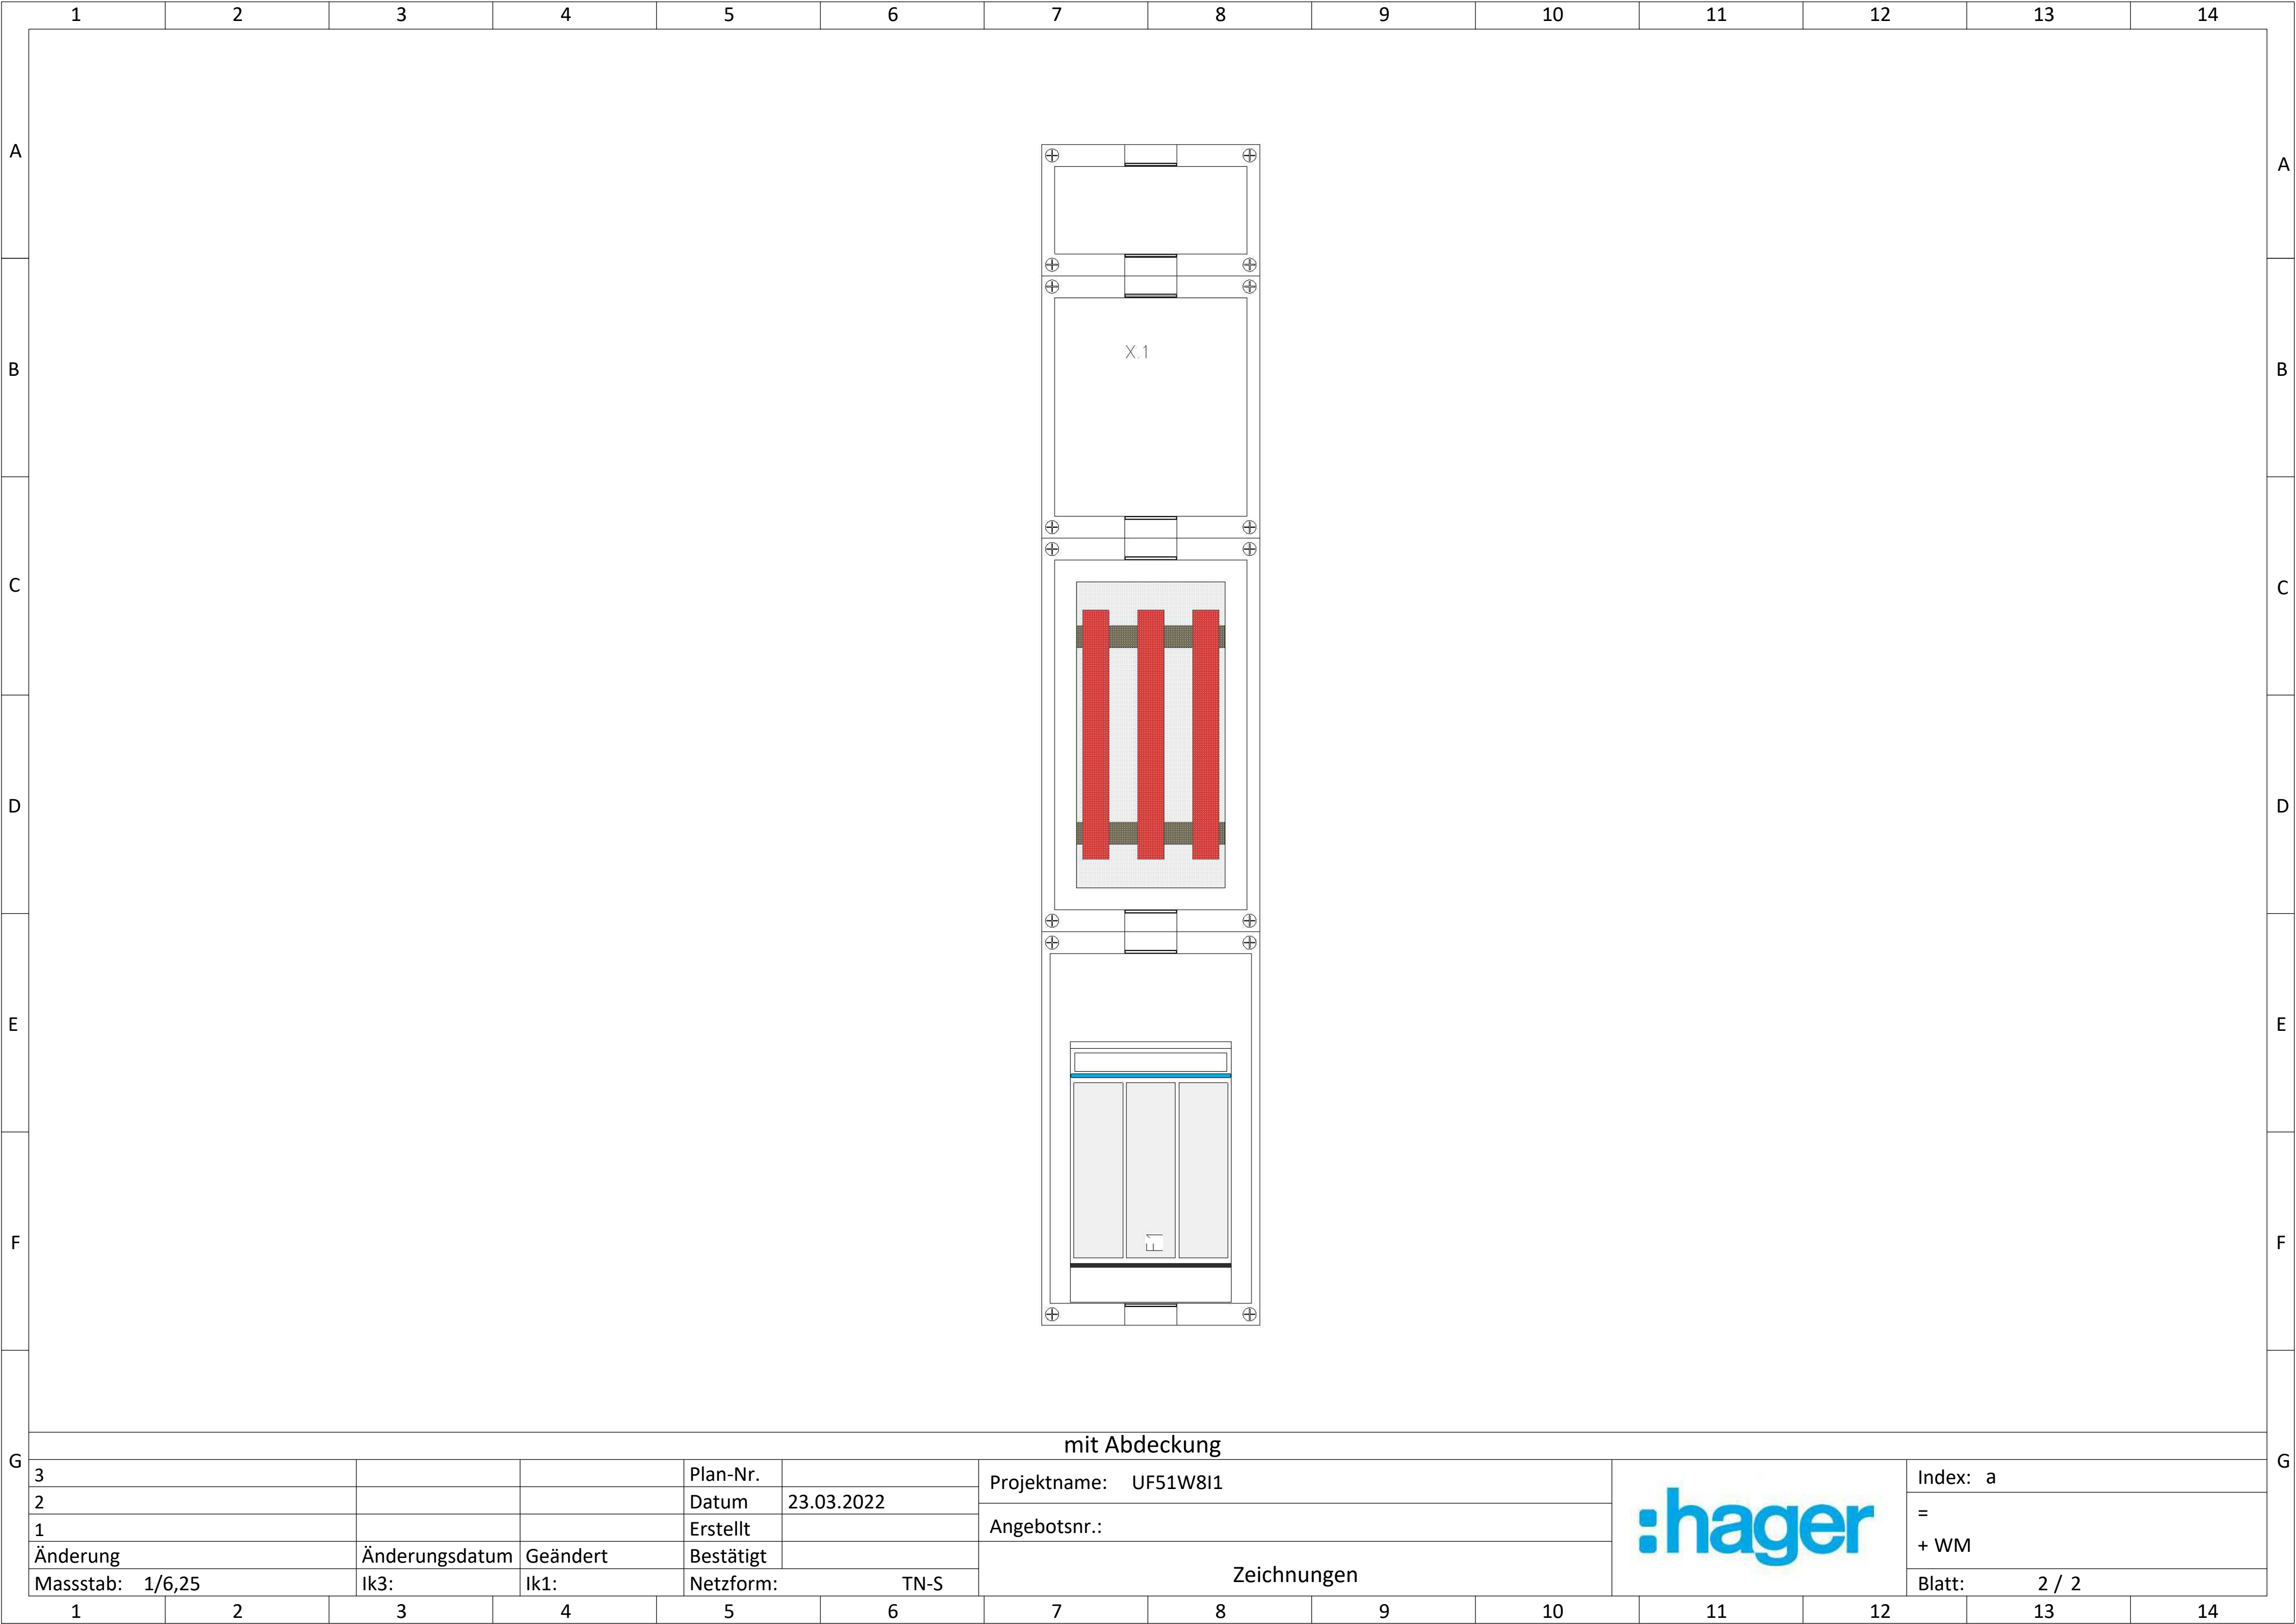 1 2 3 4 5 6 7 8 9 10 11 12 13 14
A A
B B
X.1
C C
D D
E E
F F
G G
mit Abdeckung
3 Plan-Nr. Projektname: UF51W8I1 Index: a
2 Datum 23.03.2022
1 Erstellt Angebotsnr.: =
:hager
+ WM
Änderung Änderungsdatum Geändert Bestätigt Zeichnungen
Massstab: 1/6,25 Ik3: Ik1: Netzform: TN-S Blatt: 2 / 2
1 2 3 4 5 6 7 8 9 10 11 12 13 14